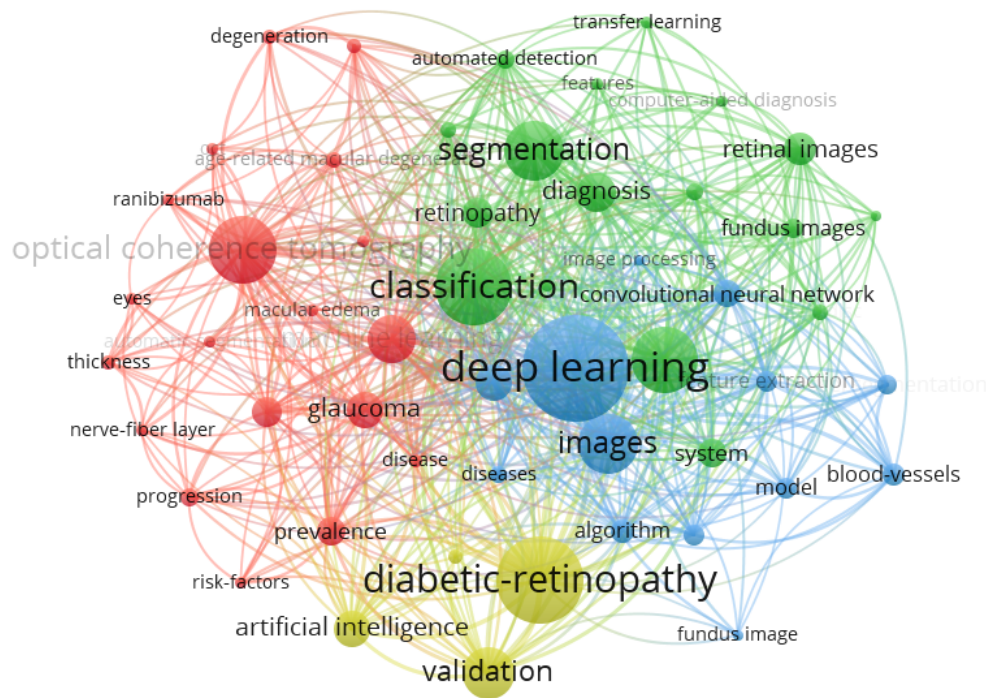 transfer learning
degeneration
automated detection
features
computer-aided diagnosis
segmentation
retinal images
age-related macular degeneration
diagnosis
ranibizumab
retinopathy
fundus images
optical coherence tomography
image processing
classification
convolutional neural network
eyes
macular edema
thickness
deep learning
feature extraction
glaucoma
nerve-fiber layer
images
system
disease
diseases
blood-vessels
model
progression
prevalence
algorithm
diabetic-retinopathy
risk-factors
artificial intelligence
fundus image
validation